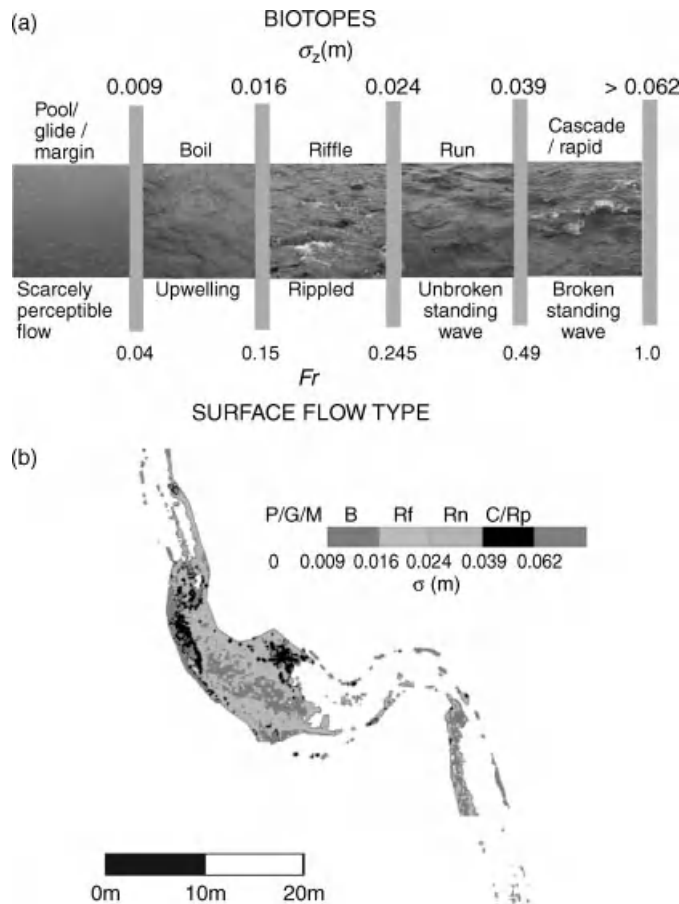 (a)
BIOTOPES
σz(m)
0.009 0.016 0.024 0.039 > 0.062
Pool/
glide /
margin
Boil
Riffle
Run
Cascade
/ rapid
Scarcely
perceptible
flow
Upwelling
Rippled
Unbroken
standing
wave
Broken
standing
wave
0.04 0.15 0.245 0.49 1.0
Fr
SURFACE FLOW TYPE
(b)
P/G/M B Rf Rn C/Rp
0 0.009 0.016 0.024 0.039 0.062
σ (m)
0m 10m 20m